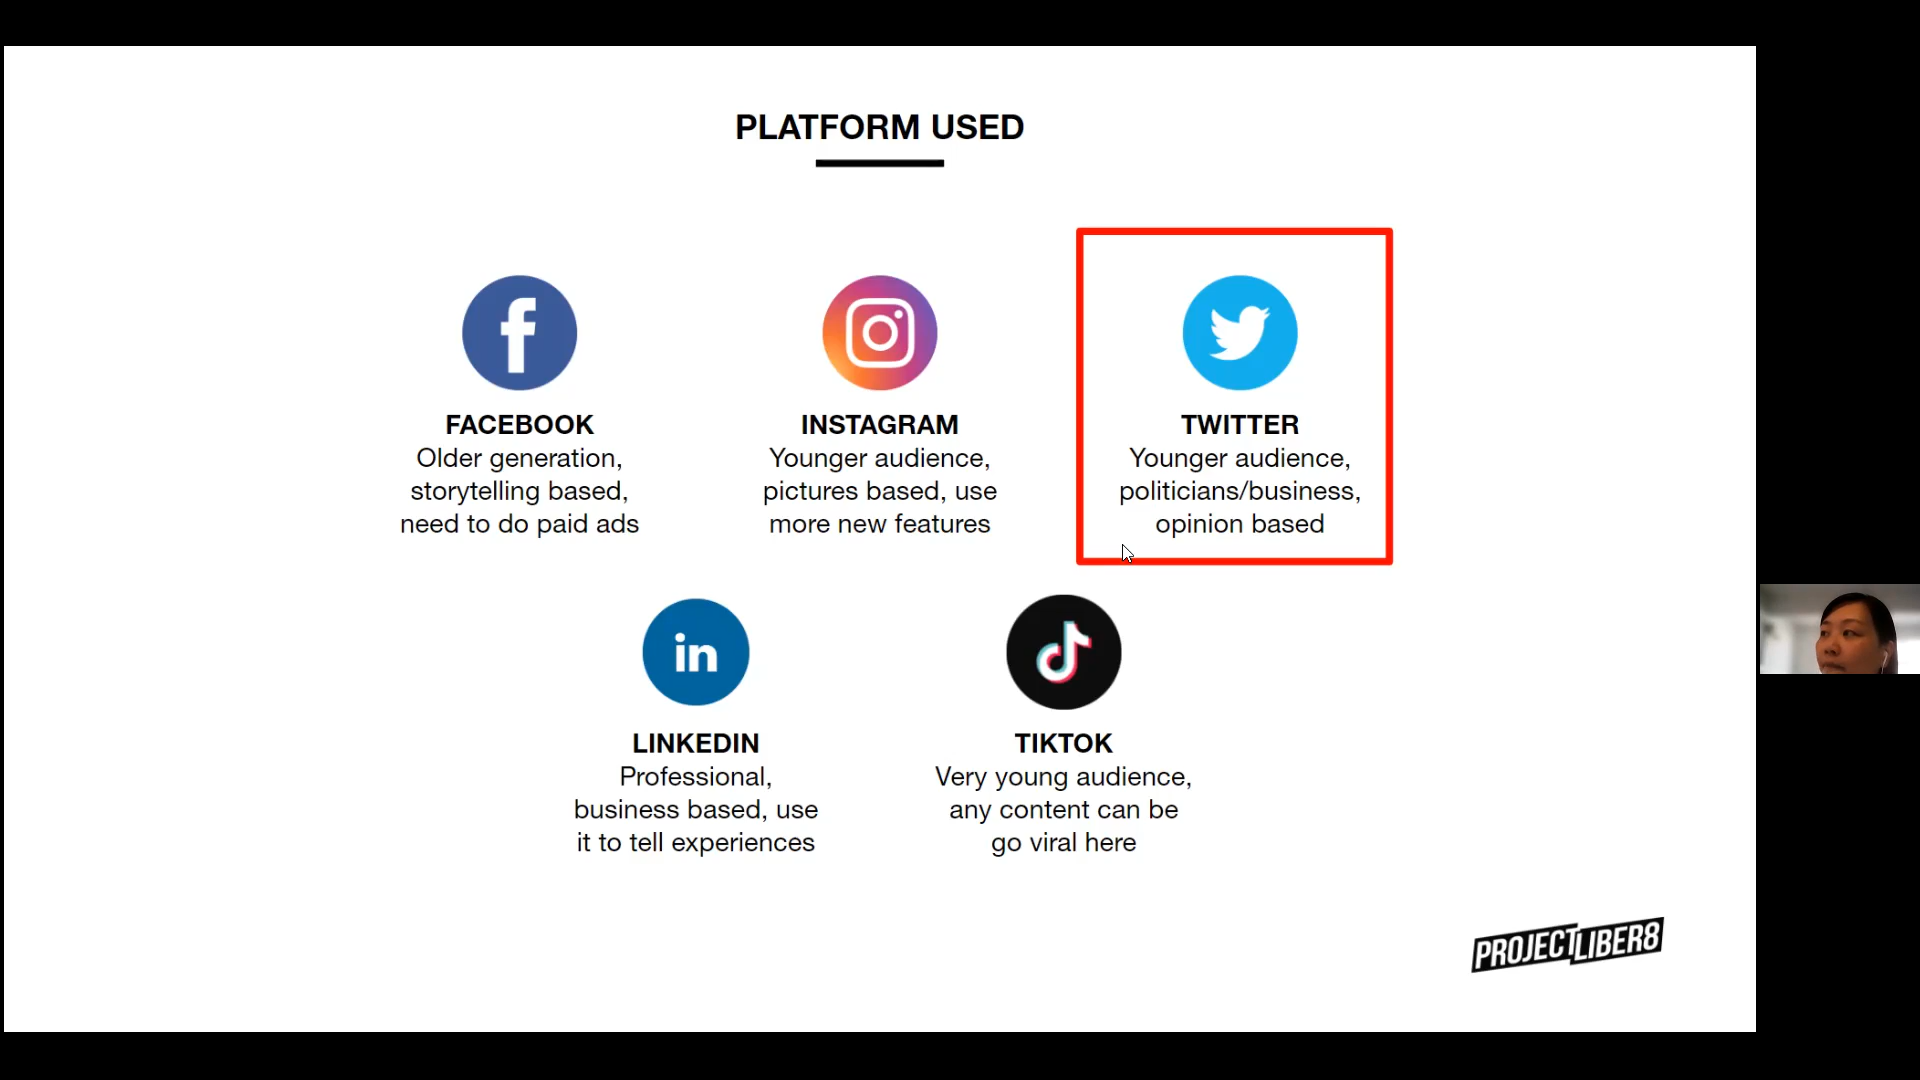 PLATFORM USED
FACEBOOK
Older generation,
storytelling based,
need to do paid ads
INSTAGRAM
Younger audience,
pictures based, use
more new features
TWITTER
Younger audience,
politicians/business,
opinion based
LINKEDIN
Professional,
business based, use
it to tell experiences
TIKTOK
Very young audience,
any content can be
go viral here
PROJECTLIBER8